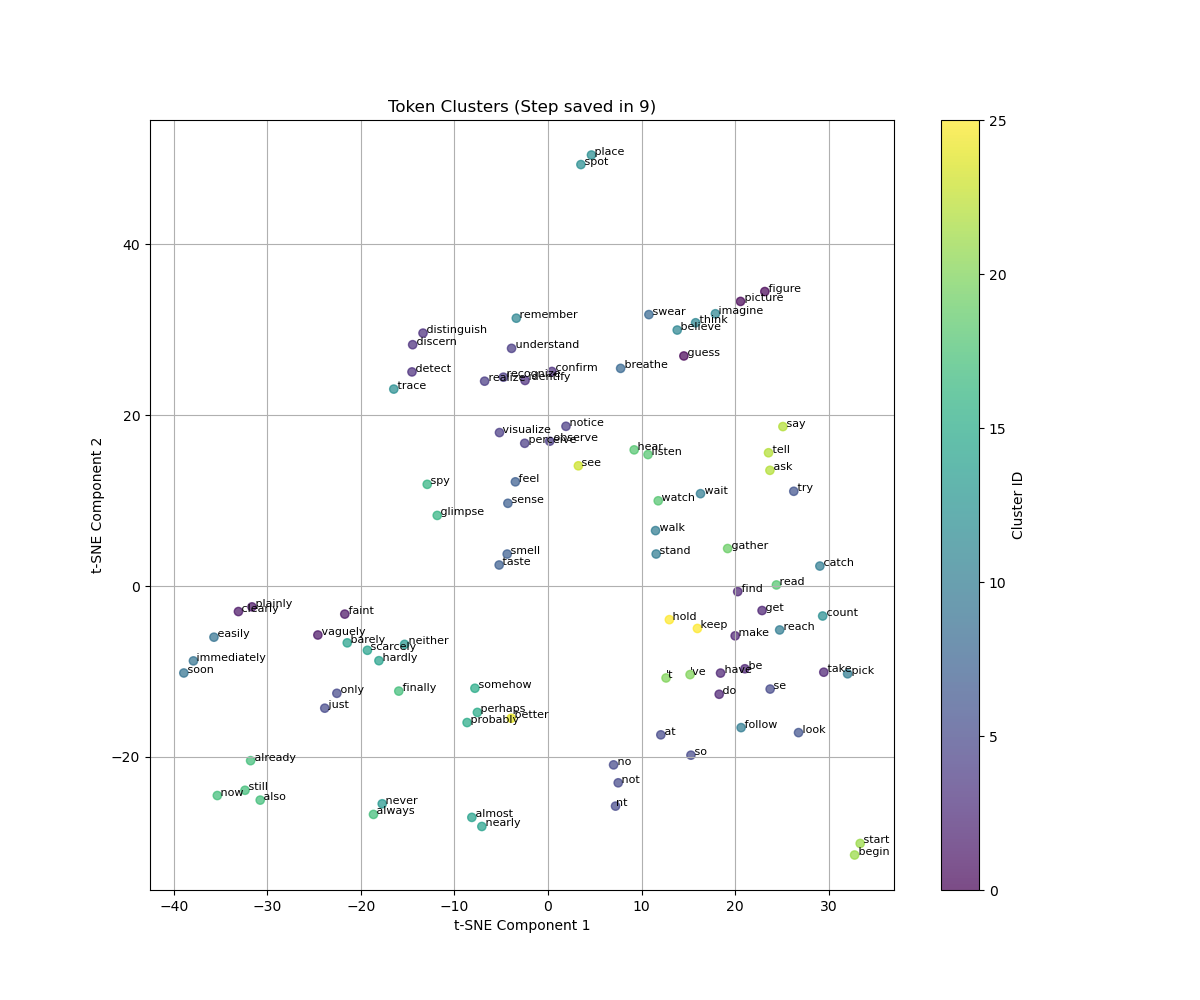 Token Clusters (Step saved in 9)
place
spot
figure
picture
imagine
swear
think
believe
remember
distinguish
discern
understand
guess
confirm
breathe
detect
recognize
realize
identify
trace
notice
say
visualize
observe
perceive
hear
listen
tell
see
ask
spy
feel
try
wait
sense
watch
glimpse
walk
gather
smell
stand
taste
catch
read
find
plainly
clearly
faint
get
count
hold
keep
reach
make
vaguely
easily
barely
neither
scarcely
immediately
hardly
soon
be
have
take
pick
't
've
se
do
only
finally
somehow
just
perhaps
better
probably
follow
look
at
so
already
no
not
still
now
also
nt
never
always
almost
nearly
start
begin
40
20
0
−20
−40
−30
−20
−10
0
10
20
30
t-SNE Component 1
t-SNE Component 2
25
20
15
10
5
0
Cluster ID